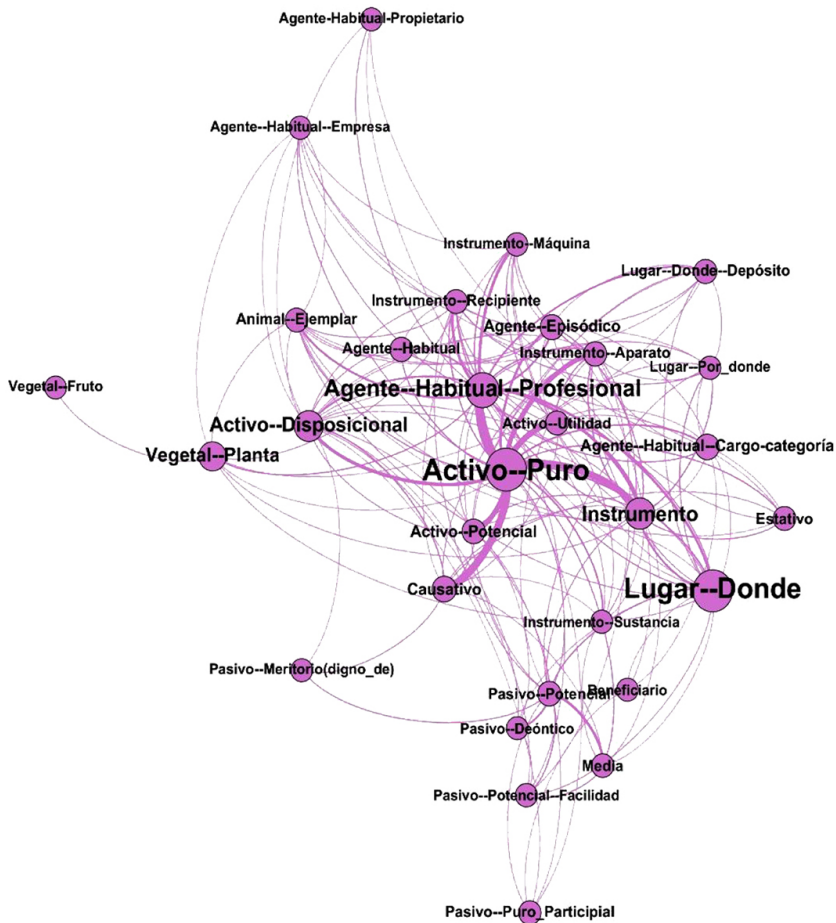 Agente-Habitual-Propietario
Agente--Habitual--Empresa
Instrumento--Máquina
Lugar--Donde--Depósito
Instrumento--Recipiente
Animal--Ejemplar
Agente--Episódico
Agente--Habitual
Instrumento--Aparato
Lugar--Por_donde
Vegetal--Fruto
Agente--Habitual--Profesional
Activo--Disposicional
Activo--Utilidad
Agente--Habitual--Cargo-categoría
Vegetal--Planta
Activo--Puro
Instrumento
Estativo
Activo--Potencial
Causativo
Lugar--Donde
Instrumento--Sustancia
Pasivo--Meritorio(digno_de)
Pasivo--Potencial
Beneficiario
Pasivo--Deóntico
Media
Pasivo--Potencial--Facilidad
Pasivo--Puro_Participial